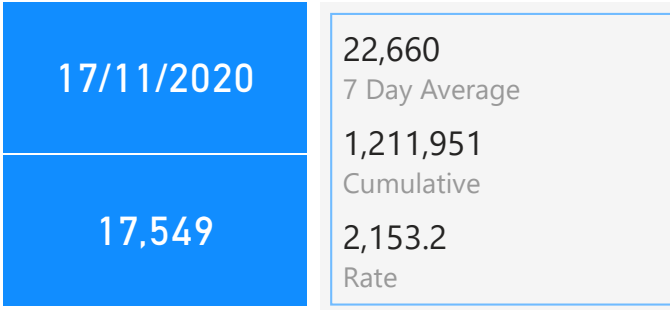 17/11/2020
17,549
22,660
7 Day Average
1,211,951
Cumulative
2,153.2
Rate